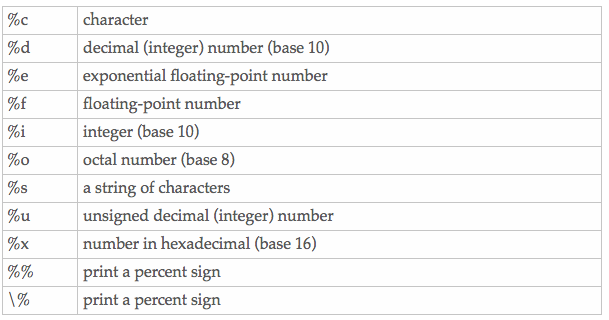 %c character
%d decimal (integer) number (base 10)
%e exponential floating-point number
%f floating-point number
%i integer (base 10)
%o octal number (base 8)
%s a string of characters
%u unsigned decimal (integer) number
%x number in hexadecimal (base 16)
%% print a percent sign
\% print a percent sign